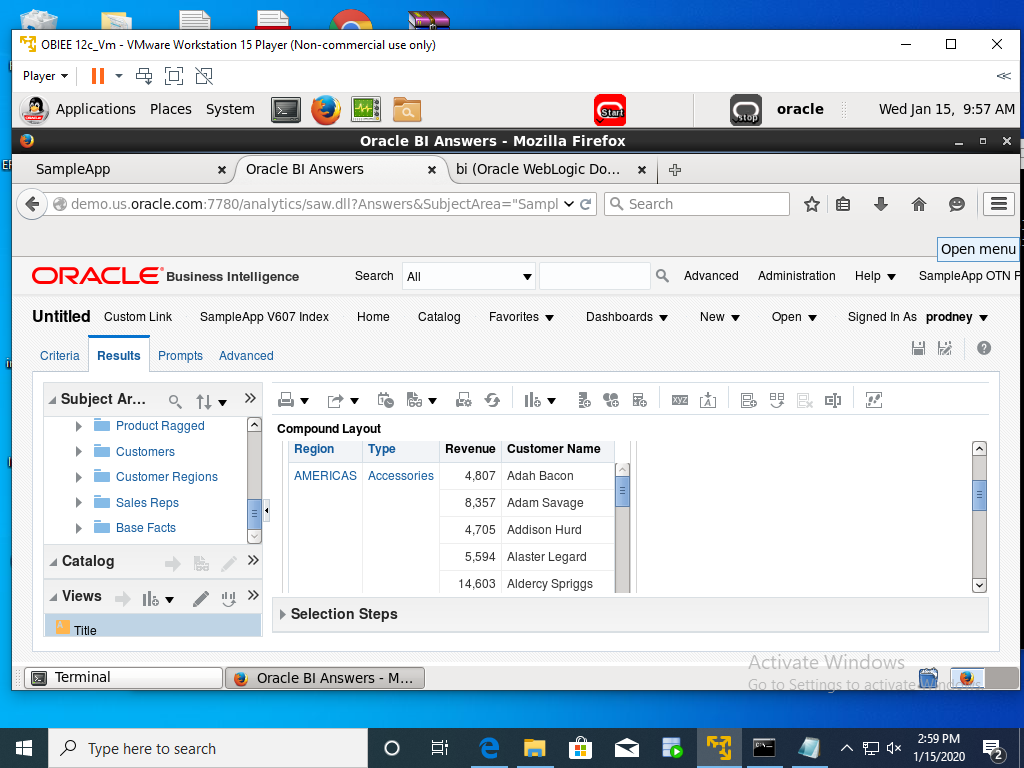 OBIEE 12c_Vm - VMware Workstation 15 Player (Non-commercial use only)
Player
Applications Places System Start stop oracle Wed Jan 15, 9:57 AM
Oracle BI Answers - Mozilla Firefox
SampleApp Oracle BI Answers bi (Oracle WebLogic Do...
demo.us.oracle.com:7780/analytics/saw.dll?Answers&SubjectArea="Sampl Search
Open menu
ORACLE Business Intelligence Search All Advanced Administration Help SampleApp OTN P
Untitled Custom Link SampleApp V607 Index Home Catalog Favorites Dashboards New Open Signed In As prodney
Criteria Results Prompts Advanced
Subject Ar...
Product Ragged
Customers
Customer Regions
Sales Reps
Base Facts
Catalog
Views
Title
XYZ
Compound Layout
Region Type Revenue Customer Name
AMERICAS Accessories 4,807 Adah Bacon
8,357 Adam Savage
4,705 Addison Hurd
5,594 Alaster Legard
14,603 Aldercy Spriggs
Selection Steps
Activate Windows
Go to Settings to activate Windows.
Terminal Oracle BI Answers - M...
Type here to search
2:59 PM
1/15/2020
2